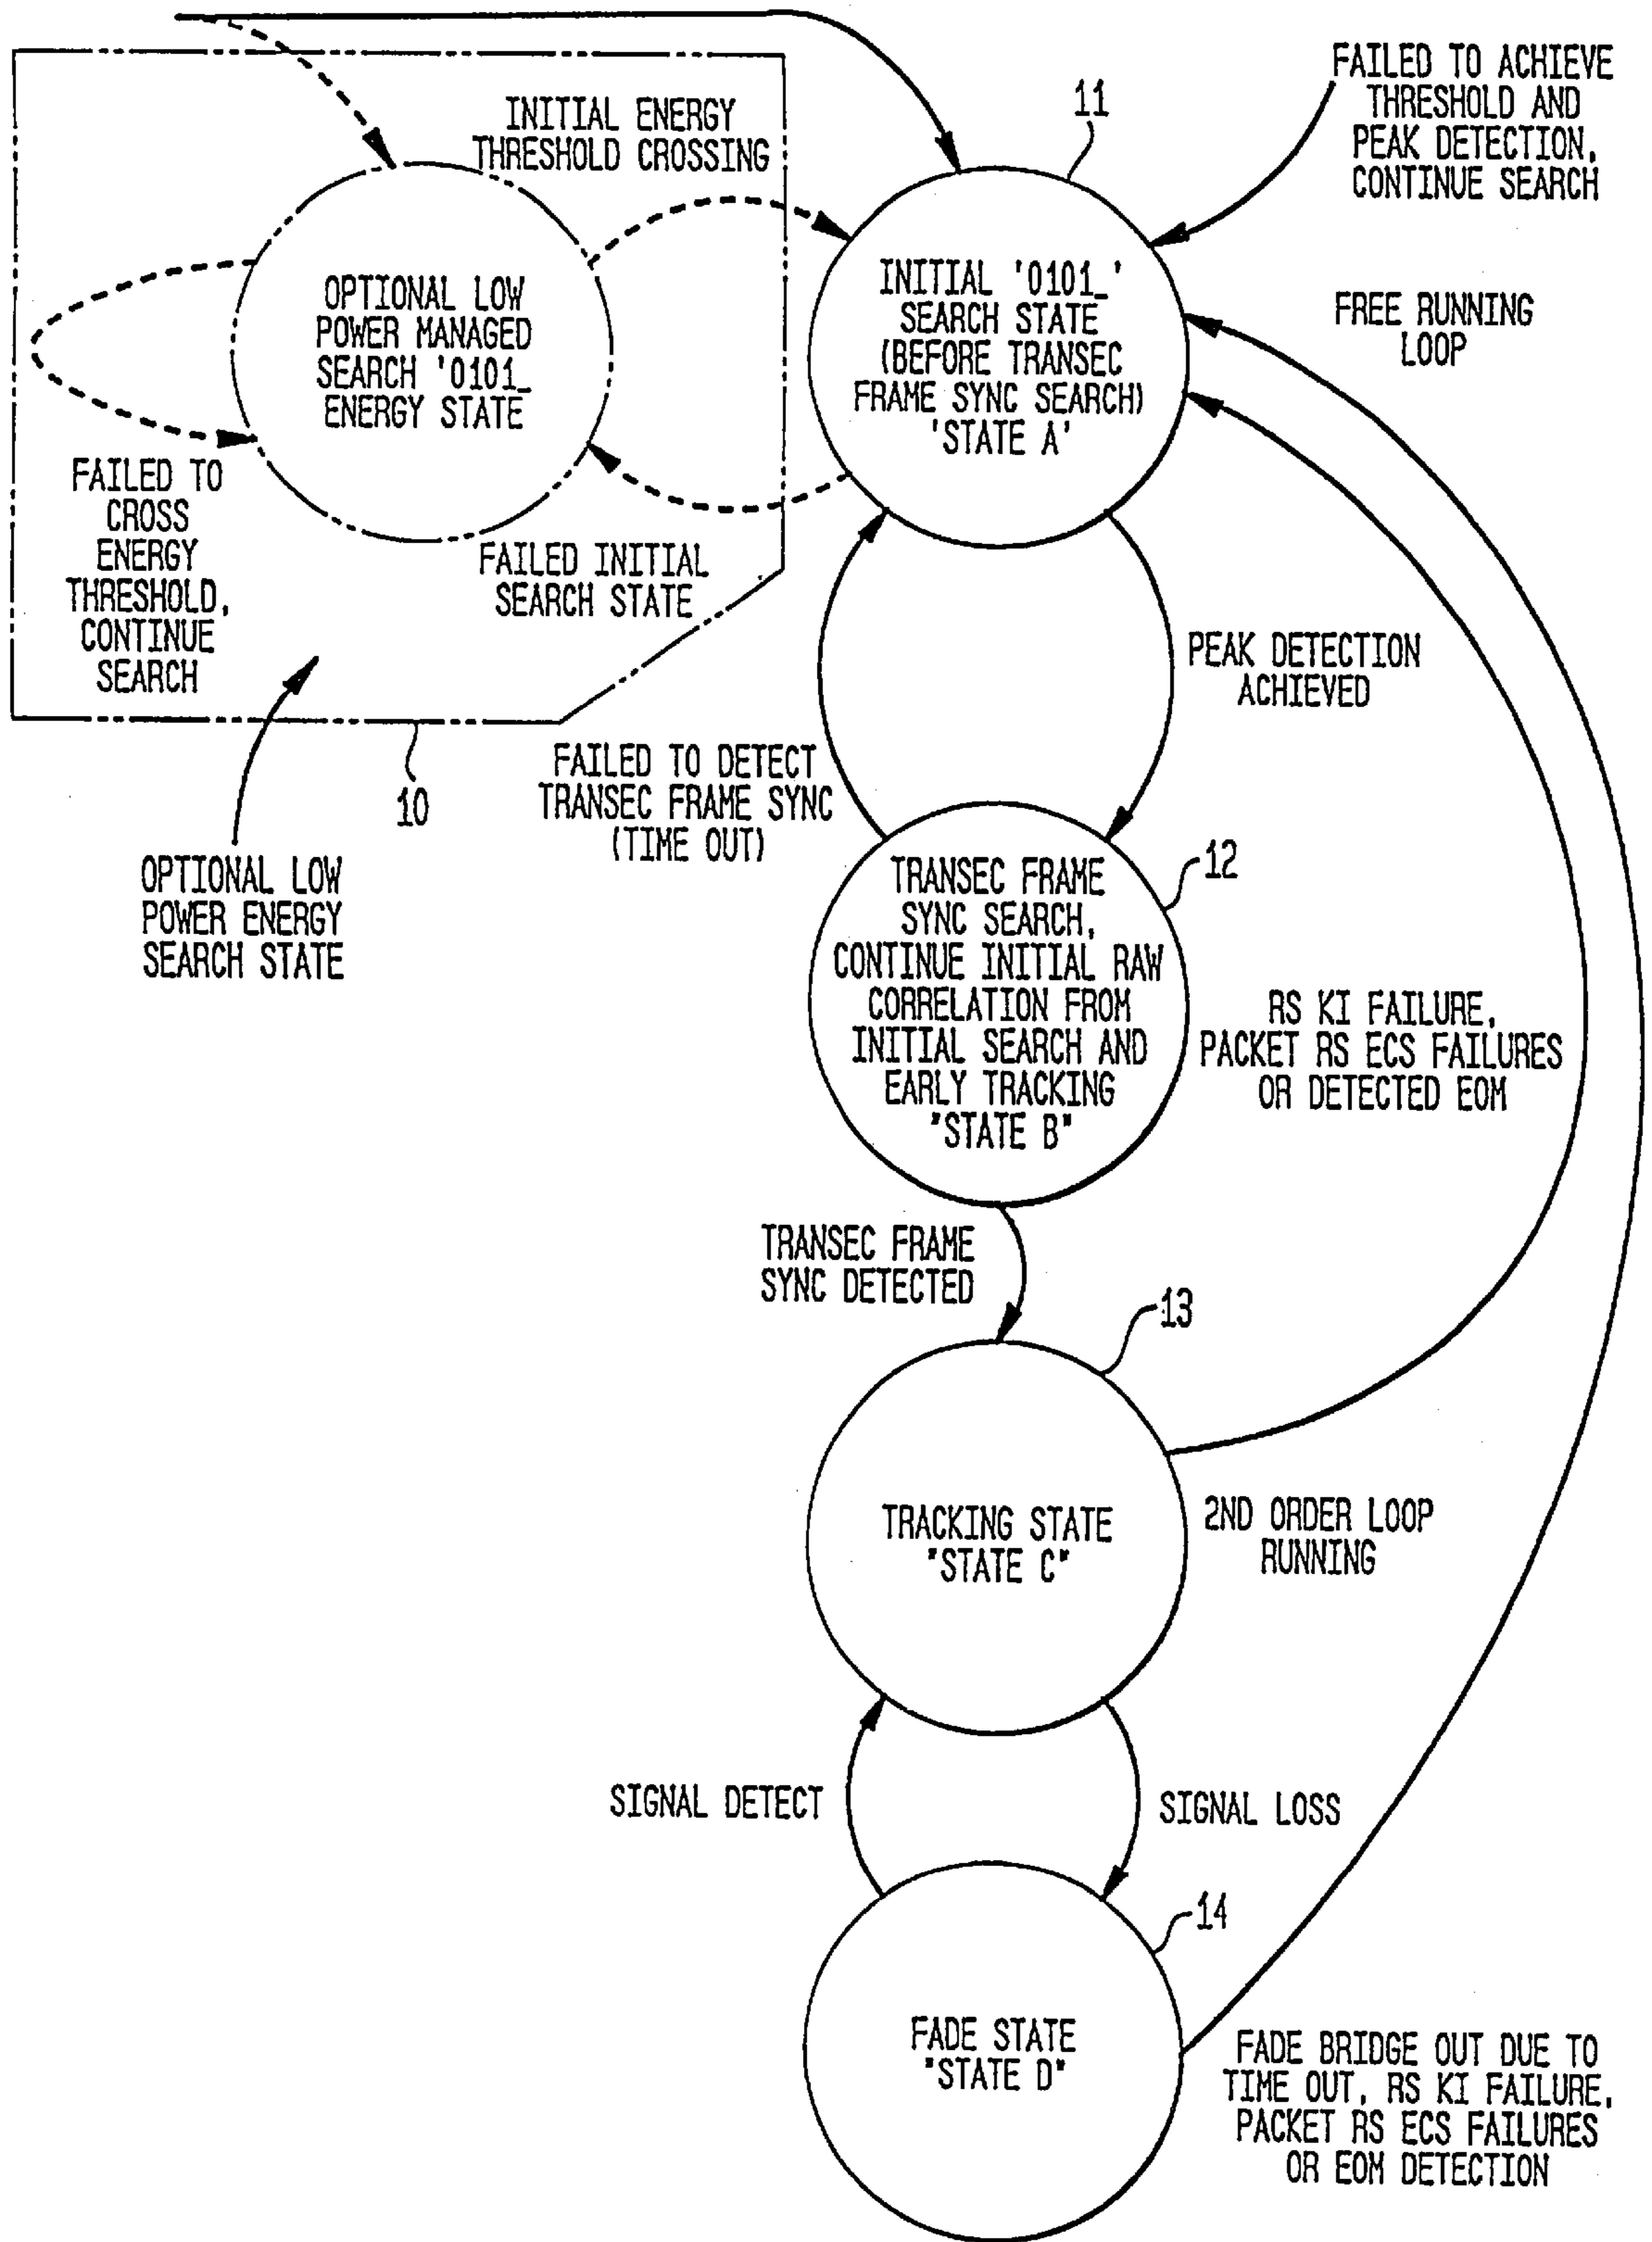 INITIAL ENERGY
THRESHOLD CROSSING
11
FAILED TO ACHIEVE
THRESHOLD AND
PEAK DETECTION,
CONTINUE SEARCH
OPTIONAL LOW
POWER MANAGED
SEARCH '0101_
ENERGY STATE
INITIAL '0101_'
SEARCH STATE
(BEFORE TRANSEC
FRAME SYNC SEARCH)
'STATE A'
FREE RUNNING
LOOP
FAILED TO
CROSS
ENERGY
THRESHOLD,
CONTINUE
SEARCH
FAILED INITIAL
SEARCH STATE
PEAK DETECTION
ACHIEVED
10
FAILED TO DETECT
TRANSEC FRAME SYNC
(TIME OUT)
OPTIONAL LOW
POWER ENERGY
SEARCH STATE
12
TRANSEC FRAME
SYNC SEARCH,
CONTINUE INITIAL RAW
CORRELATION FROM
INITIAL SEARCH AND
EARLY TRACKING
"STATE B"
RS KI FAILURE,
PACKET RS ECS FAILURES
OR DETECTED EOM
TRANSEC FRAME
SYNC DETECTED
13
TRACKING STATE
"STATE C"
2ND ORDER LOOP
RUNNING
SIGNAL DETECT
SIGNAL LOSS
14
FADE STATE
"STATE D"
FADE BRIDGE OUT DUE TO
TIME OUT, RS KI FAILURE,
PACKET RS ECS FAILURES
OR EOM DETECTION